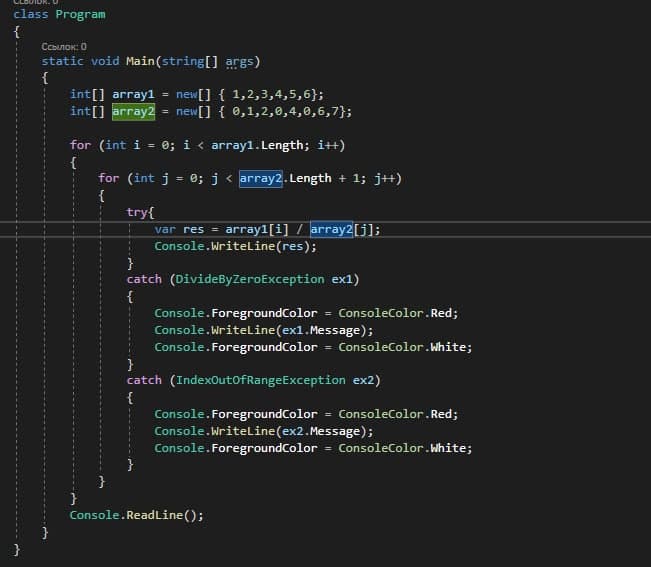 Ссылок: 0
class Program
{
Ссылок: 0
static void Main(string[] args)
{
int[] array1 = new[] { 1,2,3,4,5,6};
int[] array2 = new[] { 0,1,2,0,4,0,6,7};
for (int i = 0; i < array1.Length; i++)
{
for (int j = 0; j < array2.Length + 1; j++)
{
try{
var res = array1[i] / array2[j];
Console.WriteLine(res);
}
catch (DivideByZeroException ex1)
{
Console.ForegroundColor = ConsoleColor.Red;
Console.WriteLine(ex1.Message);
Console.ForegroundColor = ConsoleColor.White;
}
catch (IndexOutOfRangeException ex2)
{
Console.ForegroundColor = ConsoleColor.Red;
Console.WriteLine(ex2.Message);
Console.ForegroundColor = ConsoleColor.White;
}
}
}
Console.ReadLine();
}
}